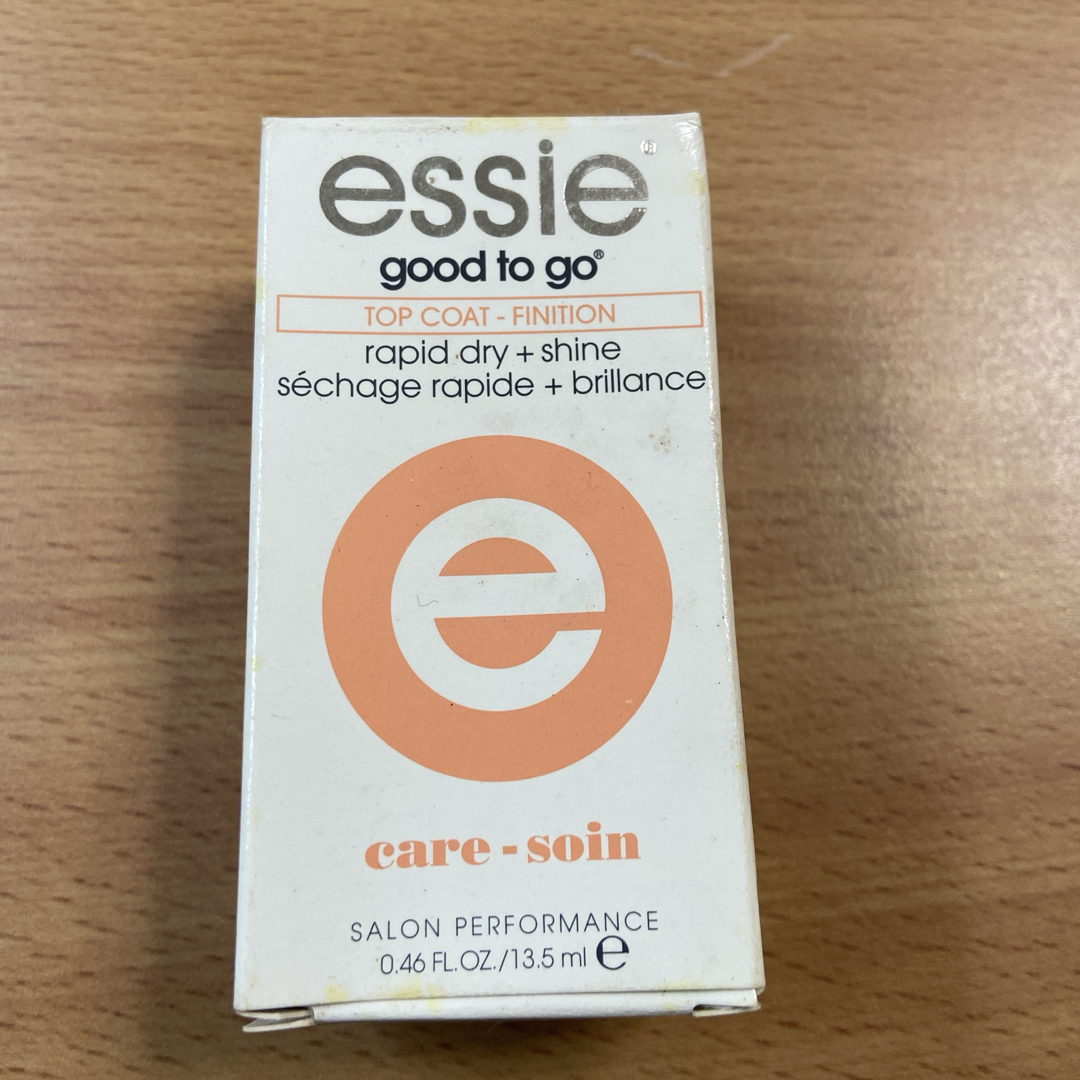 essie®
good to go®
TOP COAT - FINITION
rapid dry + shine
séchage rapide + brillance
e
care - soin
SALON PERFORMANCE
0.46 FL.OZ./13.5 ml e